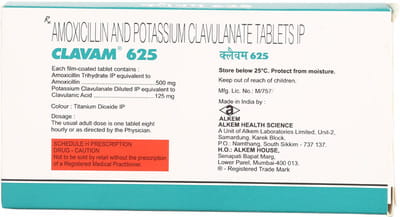 Rx
AMOXICILLIN AND POTASSIUM CLAVULANATE TABLETS IP
CLAVAM® 625
क्लैवम 625
Each film-coated tablet contains :
Amoxicillin Trihydrate IP equivalent to
Amoxicillin ..........................500 mg
Potassium Clavulanate Diluted IP equivalent to
Clavulanic Acid ....................125 mg
Colour : Titanium Dioxide IP
Dosage :
The usual adult dose is one tablet eight
hourly or as directed by the Physician.
SCHEDULE H PRESCRIPTION
DRUG - CAUTION
Not to be sold by retail without the prescription
of a Registered Medical Practitioner.
Store below 25°C. Protect from moisture.
Keep out of reach of children.
Mfg. Lic. No.: M/757/
Made in India by :
ALKEM
ALKEM HEALTH SCIENCE
A Unit of Alkem Laboratories Limited, Unit-2,
Samardung, Karek Block,
P.O.: Namthang, South Sikkim - 737 137.
H.O.: ALKEM HOUSE,
Senapati Bapat Marg,
Lower Parel, Mumbai-400 013.
® - Registered Trade Mark